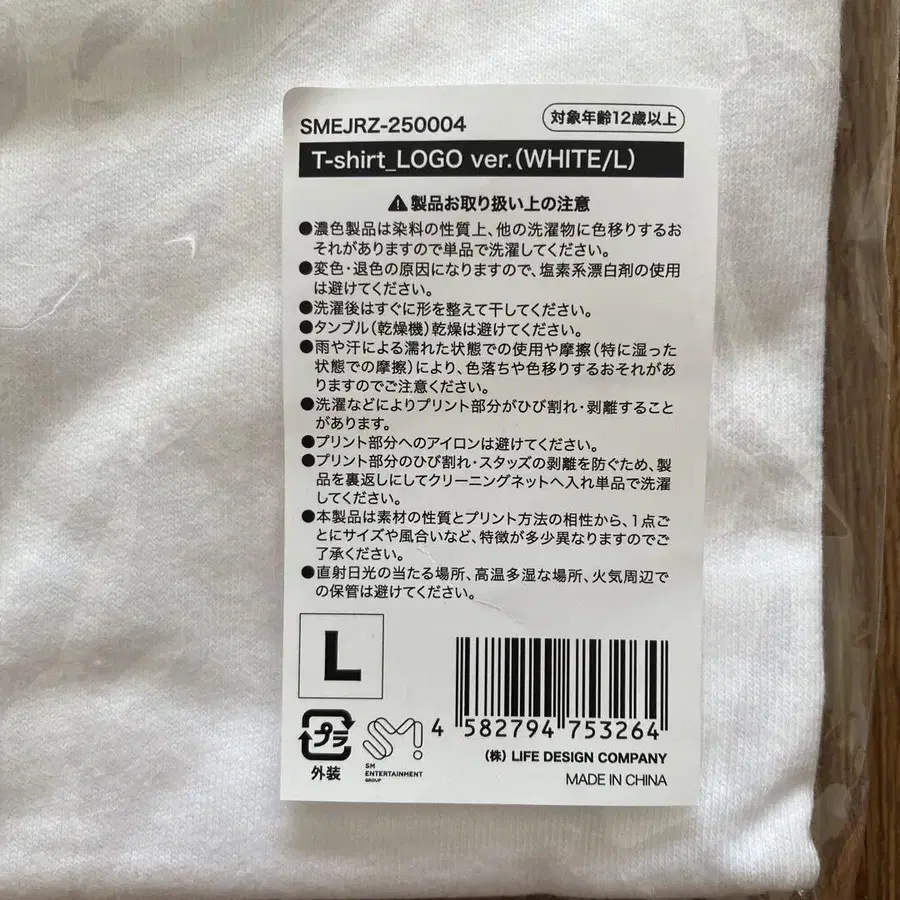 SMEJRZ-250004
対象年齢12歳以上
T-shirt_LOGO ver.(WHITE/L)
⚠製品お取り扱い上の注意
●濃色製品は染料の性質上、他の洗濯物に色移りするお
それがありますので単品で洗濯してください。
●変色・退色の原因になりますので、塩素系漂白剤の使用
は避けてください。
●洗濯後はすぐに形を整えて干してください。
●タンブル(乾燥機)乾燥は避けてください。
●雨や汗による濡れた状態での使用や摩擦(特に湿った
状態での摩擦)により、色落ちや色移りするおそれがあ
りますのでご注意ください。
●洗濯などによりプリント部分がひび割れ・剥離すること
があります。
●プリント部分へのアイロンは避けてください。
●プリント部分のひび割れ・スタッズの剥離を防ぐため、製
品を裏返しにしてクリーニングネットへ入れ単品で洗濯
してください。
●本製品は素材の性質とプリント方法の相性から、1点ご
とにサイズや風合いなど、特徴が多少異なりますのでご
了承ください。
●直射日光の当たる場所、高温多湿な場所、火気周辺で
の保管は避けてください。
L
プラ
外装
SM
SM
ENTERTAINMENT
GROUP
4 582794 753264
(株) LIFE DESIGN COMPANY
MADE IN CHINA